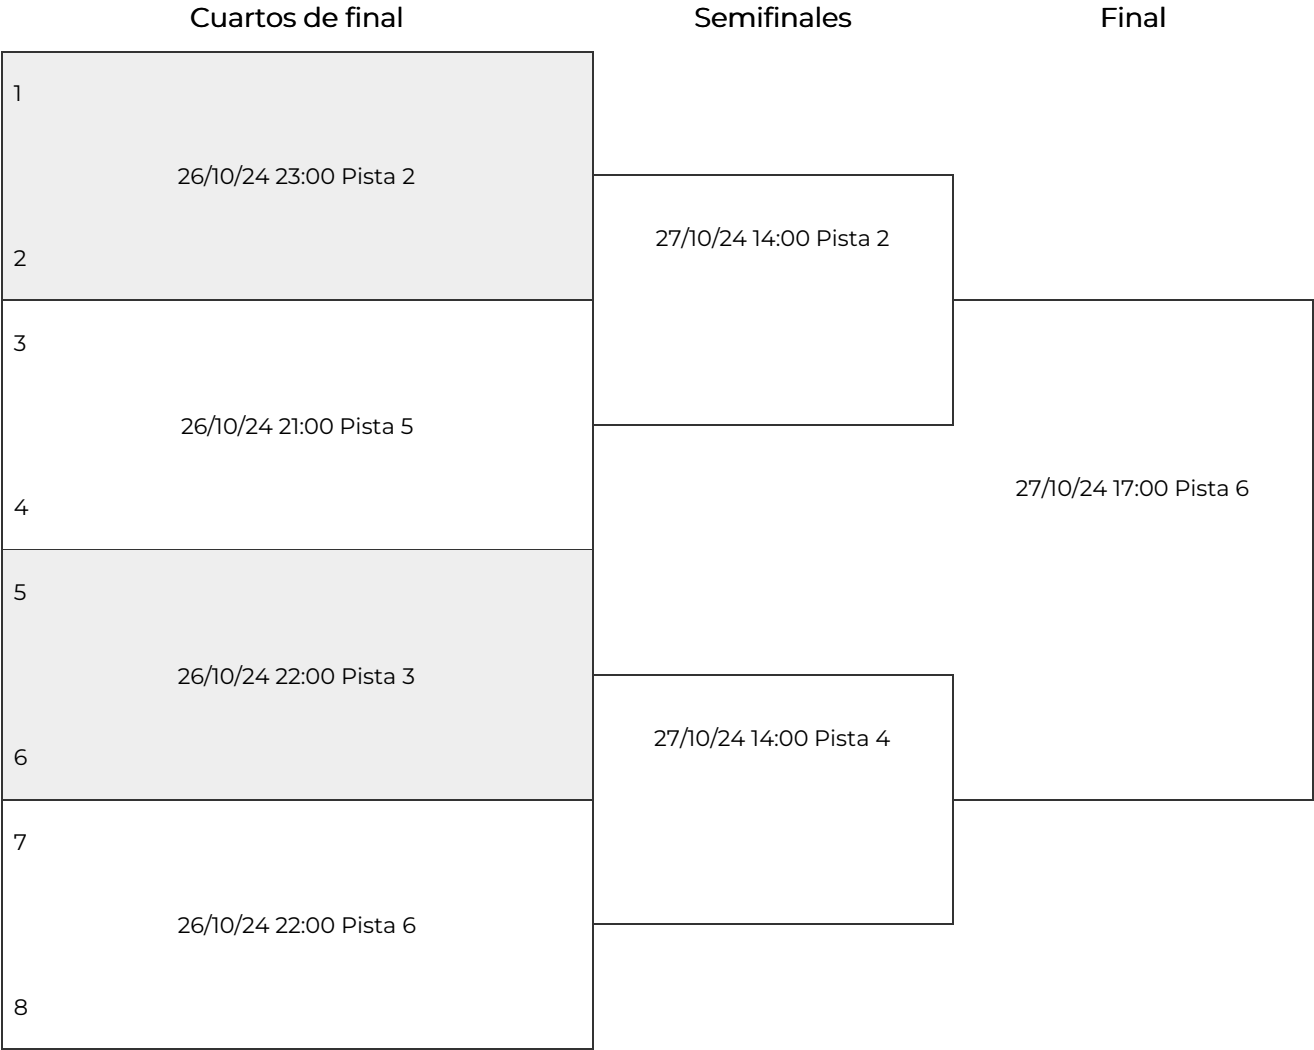 Cuartos de final
Semifinales
Final
1
26/10/24 23:00 Pista 2
2
3
26/10/24 21:00 Pista 5
4
5
26/10/24 22:00 Pista 3
6
7
26/10/24 22:00 Pista 6
8
27/10/24 14:00 Pista 2
27/10/24 14:00 Pista 4
27/10/24 17:00 Pista 6